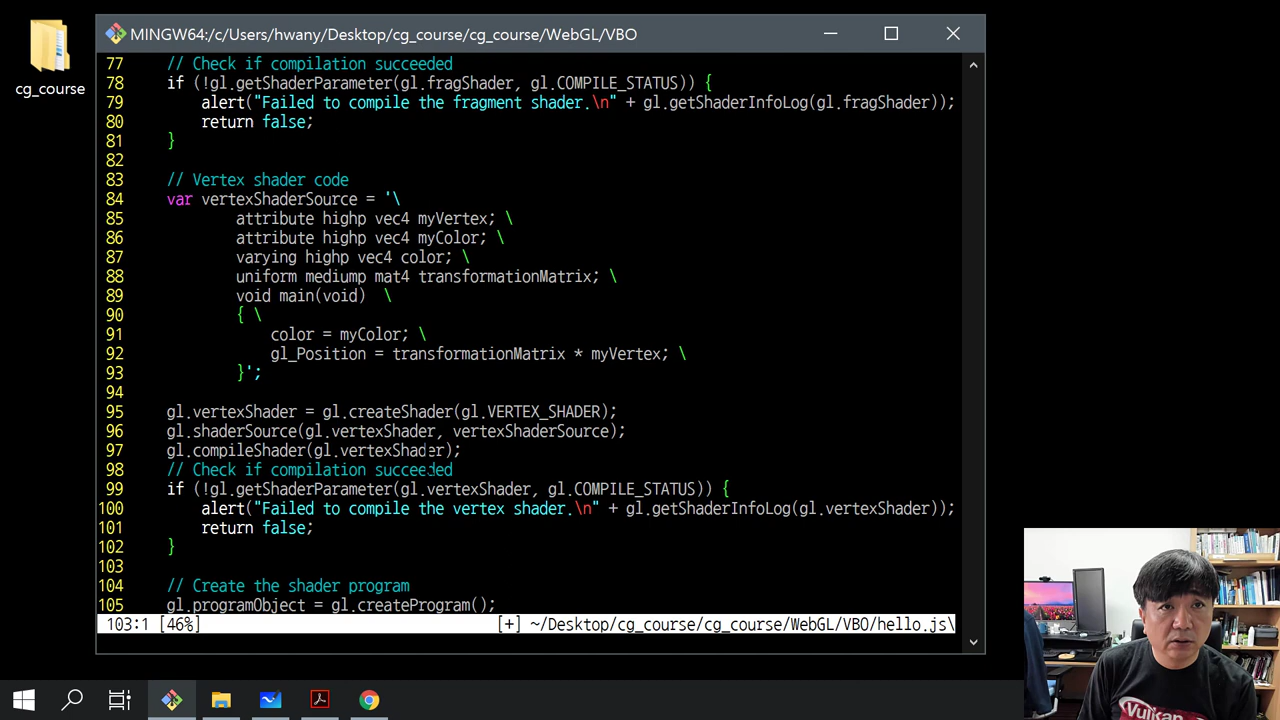 cg_course
MINGW64:/c/Users/hwany/Desktop/cg_course/cg_course/WebGL/VBO
77 // Check if compilation succeeded
78 if (!gl.getShaderParameter(gl.fragShader, gl.COMPILE_STATUS)) {
79 alert("Failed to compile the fragment shader.\n" + gl.getShaderInfoLog(gl.fragShader));
80 return false;
81 }
82
83 // Vertex shader code
84 var vertexShaderSource = '\
85 attribute highp vec4 myVertex; \
86 attribute highp vec4 myColor; \
87 varying highp vec4 color; \
88 uniform mediump mat4 transformationMatrix; \
89 void main(void)  \
90 { \
91 color = myColor; \
92 gl_Position = transformationMatrix * myVertex; \
93 }';
94
95 gl.vertexShader = gl.createShader(gl.VERTEX_SHADER);
96 gl.shaderSource(gl.vertexShader, vertexShaderSource);
97 gl.compileShader(gl.vertexShader);
98 // Check if compilation succeeded
99 if (!gl.getShaderParameter(gl.vertexShader, gl.COMPILE_STATUS)) {
100 alert("Failed to compile the vertex shader.\n" + gl.getShaderInfoLog(gl.vertexShader));
101 return false;
102 }
103
104 // Create the shader program
105 gl.programObject = gl.createProgram();
103:1 [46%] [+] ~/Desktop/cg_course/cg_course/WebGL/VBO/hello.js\
Vulkan